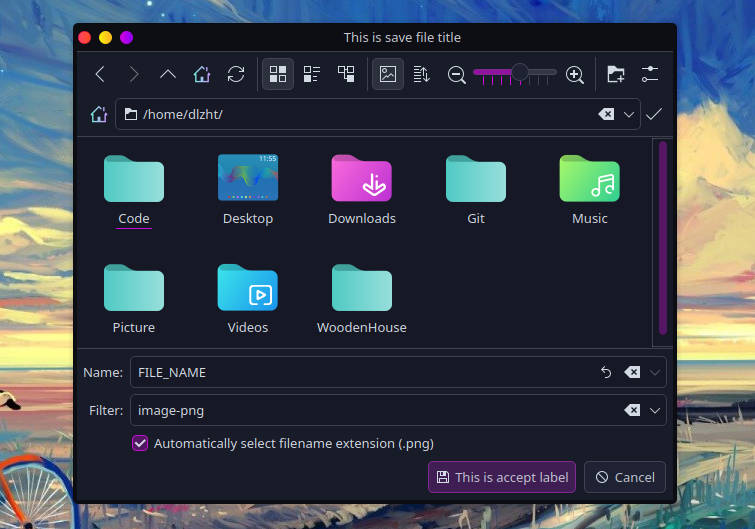 This is save file title
/home/dlzht/
11:55
Code
Desktop
Downloads
Git
Music
Picture
Videos
WoodenHouse
Name:
FILE_NAME
Filter:
image-png
Automatically select filename extension (.png)
This is accept label
Cancel